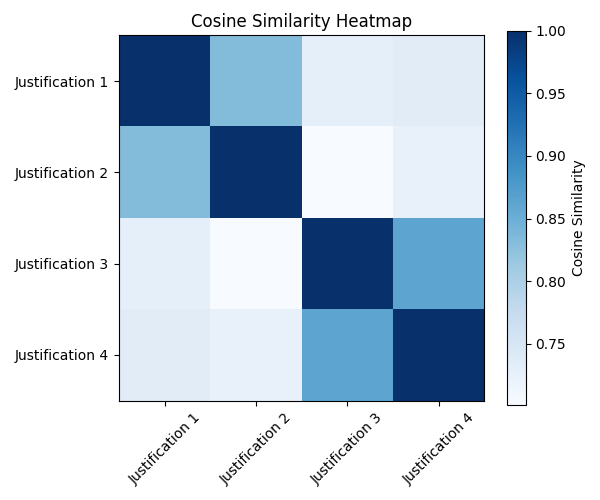 Cosine Similarity Heatmap
Justification 1
Justification 2
Justification 3
Justification 4
Justification 1
Justification 2
Justification 3
Justification 4
1.00
0.95
0.90
0.85
0.80
0.75
Cosine Similarity